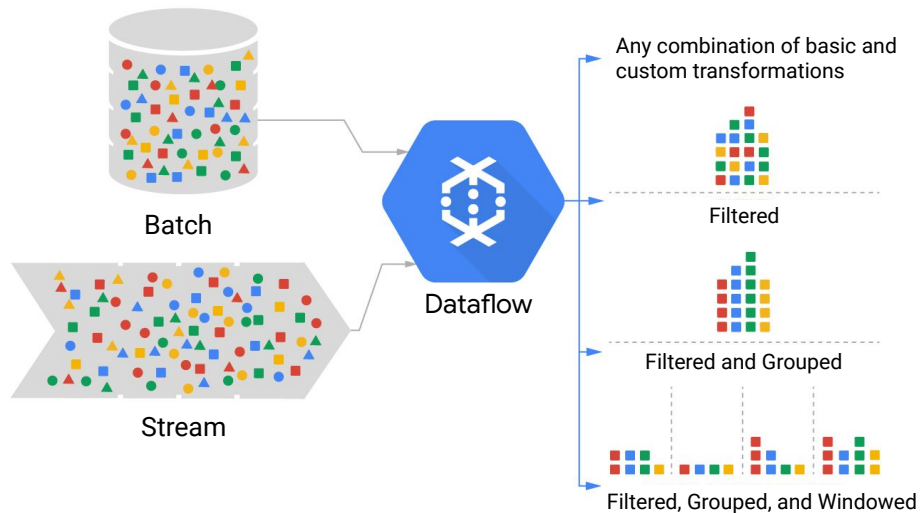 Batch
Stream
Dataflow
Any combination of basic and
custom transformations
Filtered
Filtered and Grouped
Filtered, Grouped, and Windowed